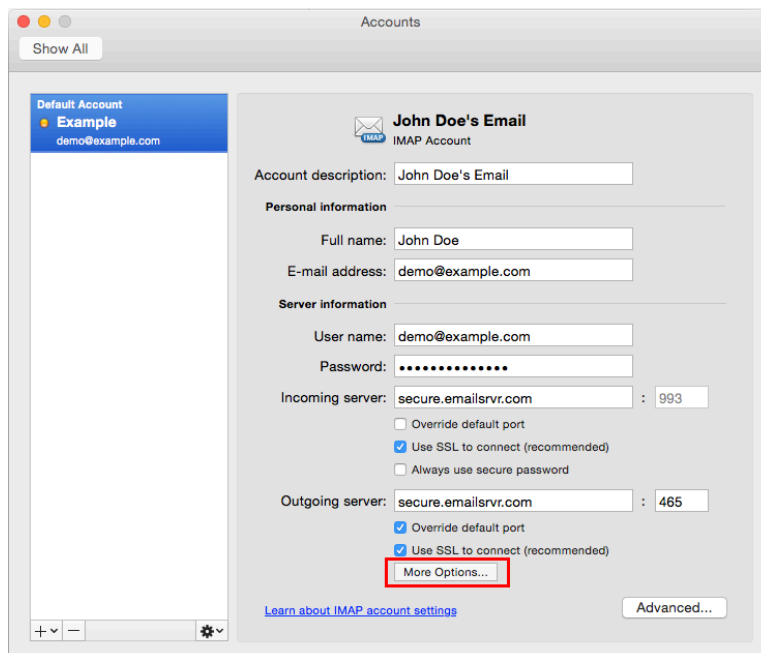 Accounts
Show All
Default Account
Example
demo@example.com
John Doe's Email
IMAP
IMAP Account
Account description: John Doe's Email
Personal information
Full name: John Doe
E-mail address: demo@example.com
Server information
User name: demo@example.com
Password: ••••••••••••••
Incoming server: secure.emailsrvr.com : 993
Override default port
Use SSL to connect (recommended)
Always use secure password
Outgoing server: secure.emailsrvr.com : 465
Override default port
Use SSL to connect (recommended)
More Options...
Learn about IMAP account settings
Advanced...